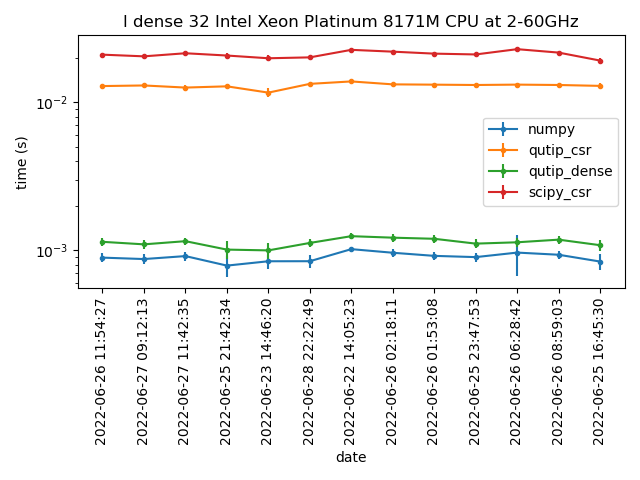 l dense 32 Intel Xeon Platinum 8171M CPU at 2-60GHz
time (s)
10⁻²
10⁻³
numpy
qutip_csr
qutip_dense
scipy_csr
2022-06-26 11:54:27
2022-06-27 09:12:13
2022-06-27 11:42:35
2022-06-25 21:42:34
2022-06-23 14:46:20
2022-06-28 22:22:49
2022-06-22 14:05:23
2022-06-26 02:18:11
2022-06-26 01:53:08
2022-06-25 23:47:53
2022-06-26 06:28:42
2022-06-26 08:59:03
2022-06-25 16:45:30
date